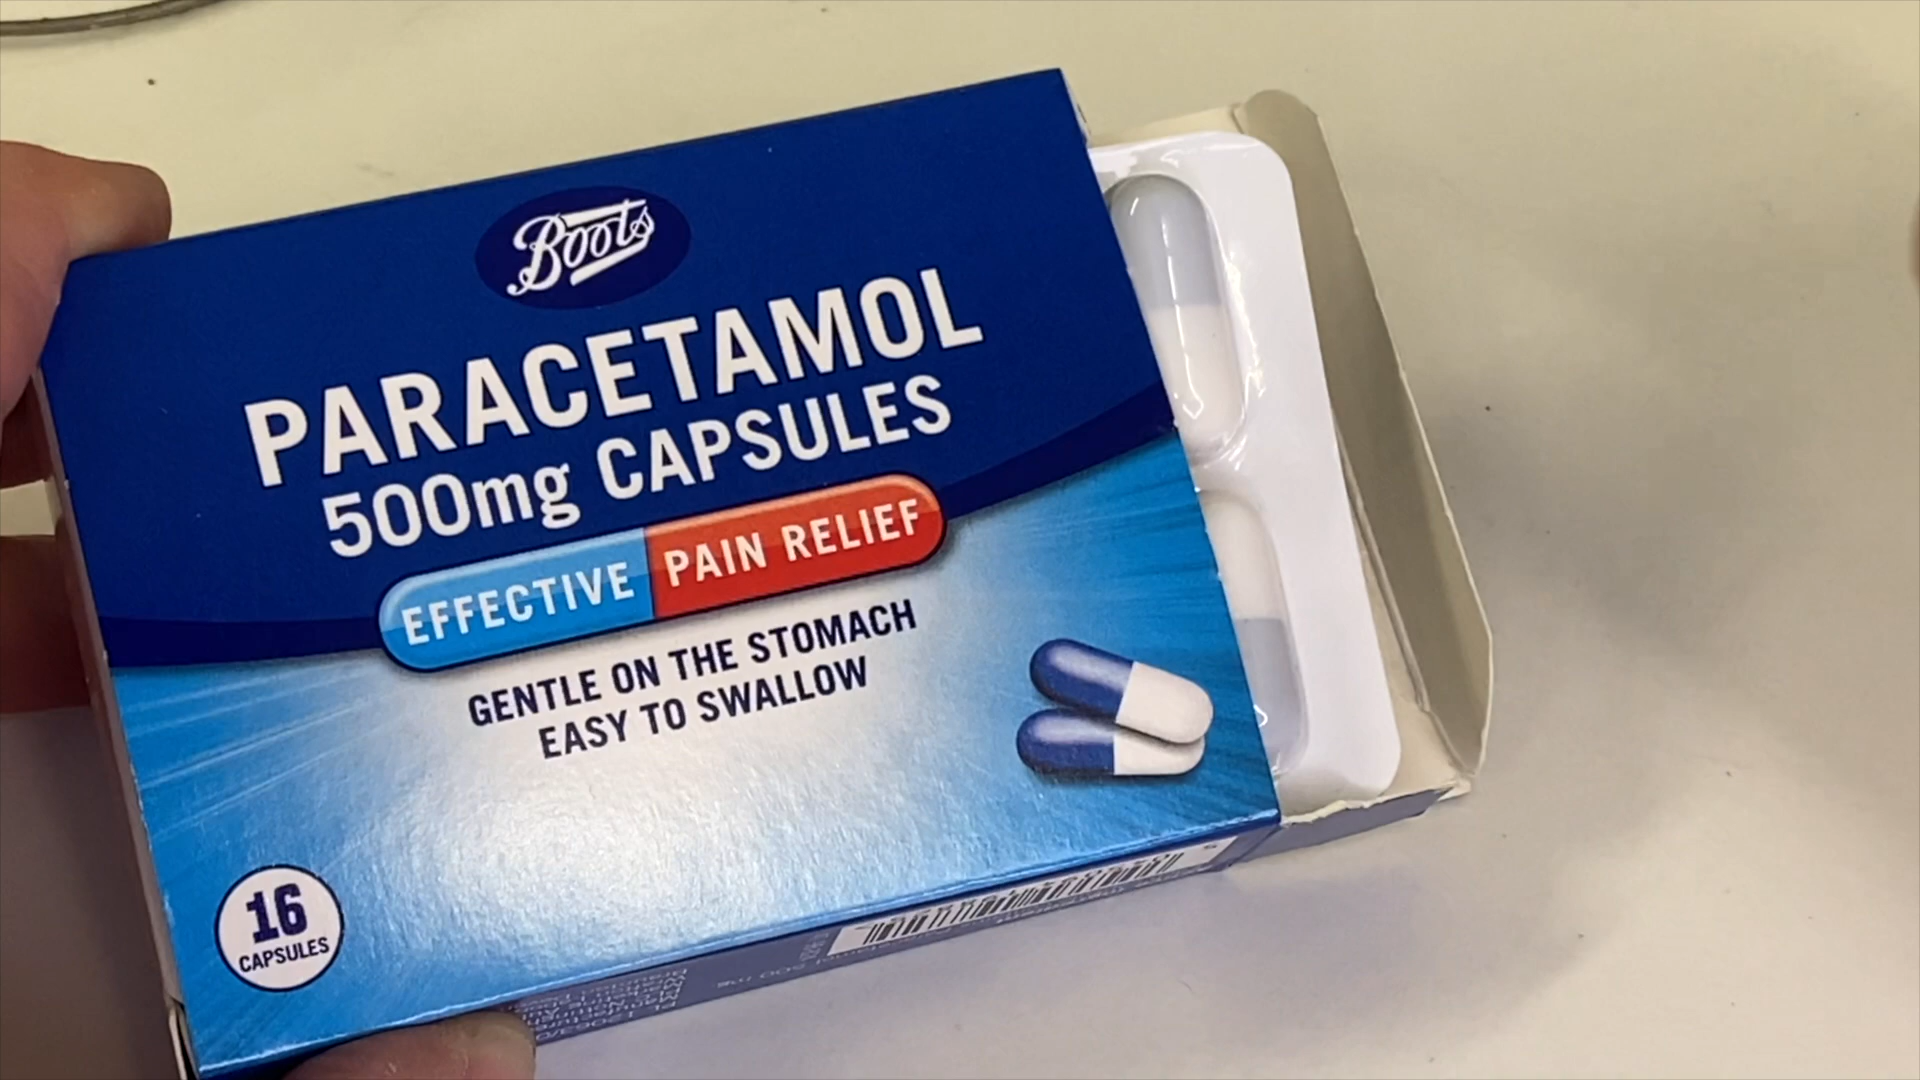 Boots
PARACETAMOL
500mg CAPSULES
EFFECTIVE PAIN RELIEF
GENTLE ON THE STOMACH
EASY TO SWALLOW
16
CAPSULES